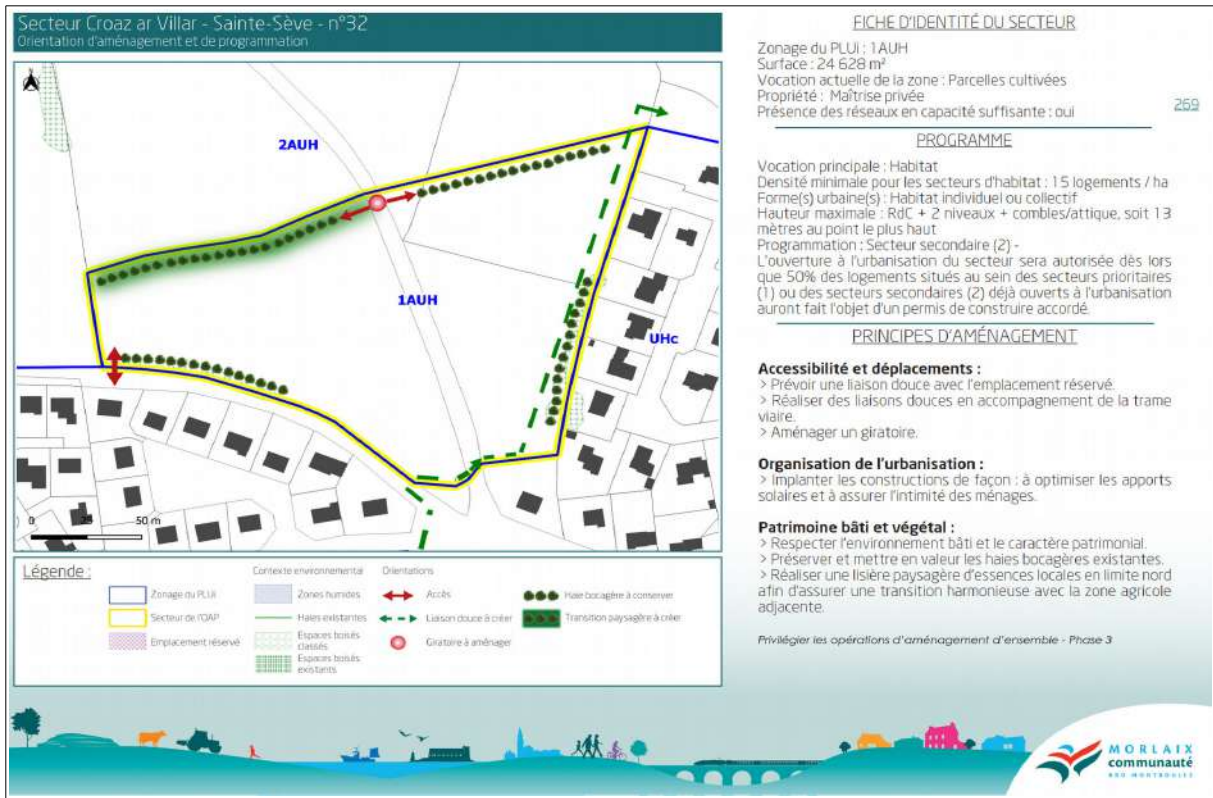 Secteur Croaz ar Villar - Sainte-Sève - n°32
Orientation d'aménagement et de programmation
N
2AUH
1AUH
UHc
0 25 50 m
Légende :
Zonage du PLUi
Secteur de l'OAP
Emplacement réservé
Contexte environnemental
Zones humides
Haies existantes
Espaces boisés
classés
Espaces boisés
existants
Orientations
Accès
Liaison douce à créer
Giratoire à aménager
Haie bocagère à conserver
Transition paysagère à créer
FICHE D'IDENTITÉ DU SECTEUR
Zonage du PLUi : 1AUH
Surface : 24 628 m²
Vocation actuelle de la zone : Parcelles cultivées
Propriété : Maîtrise privée
Présence des réseaux en capacité suffisante : oui
269
PROGRAMME
Vocation principale : Habitat
Densité minimale pour les secteurs d'habitat : 15 logements / ha
Forme(s) urbaine(s) : Habitat individuel ou collectif
Hauteur maximale : RdC + 2 niveaux + combles/attique, soit 13
mètres au point le plus haut
Programmation : Secteur secondaire (2) -
L'ouverture à l'urbanisation du secteur sera autorisée dès lors
que 50% des logements situés au sein des secteurs prioritaires
(1) ou des secteurs secondaires (2) déjà ouverts à l'urbanisation
auront fait l'objet d'un permis de construire accordé.
PRINCIPES D'AMÉNAGEMENT
Accessibilité et déplacements :
> Prévoir une liaison douce avec l'emplacement réservé.
> Réaliser des liaisons douces en accompagnement de la trame
viaire.
> Aménager un giratoire.
Organisation de l'urbanisation :
> Implanter les constructions de façon : à optimiser les apports
solaires et à assurer l'intimité des ménages.
Patrimoine bâti et végétal :
> Respecter l'environnement bâti et le caractère patrimonial.
> Préserver et mettre en valeur les haies bocagères existantes.
> Réaliser une lisière paysagère d'essences locales en limite nord
afin d'assurer une transition harmonieuse avec la zone agricole
adjacente.
Privilégier les opérations d'aménagement d'ensemble - Phase 3
MORLAIX
communauté
BRO MONTROULEZ